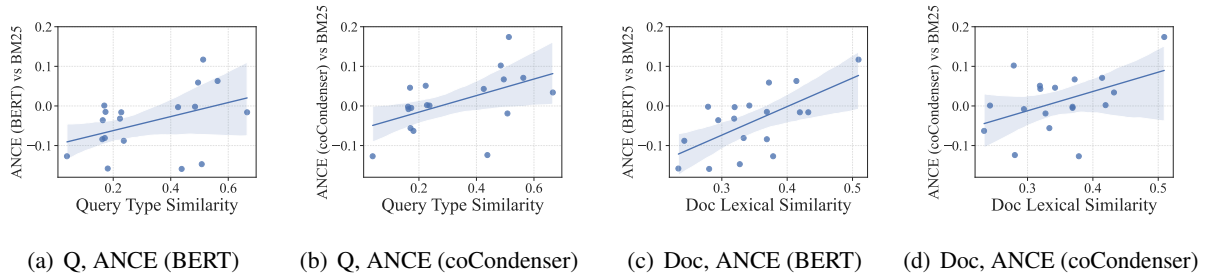 ANCE (BERT) vs BM25
0.2
0.1
0.0
−0.1
0.2
0.4
0.6
Query Type Similarity
(a) Q, ANCE (BERT)
ANCE (coCondenser) vs BM25
0.2
0.1
0.0
−0.1
0.2
0.4
0.6
Query Type Similarity
(b) Q, ANCE (coCondenser)
ANCE (BERT) vs BM25
0.2
0.1
0.0
−0.1
0.3
0.4
0.5
Doc Lexical Similarity
(c) Doc, ANCE (BERT)
ANCE (coCondenser) vs BM25
0.2
0.1
0.0
−0.1
0.3
0.4
0.5
Doc Lexical Similarity
(d) Doc, ANCE (coCondenser)